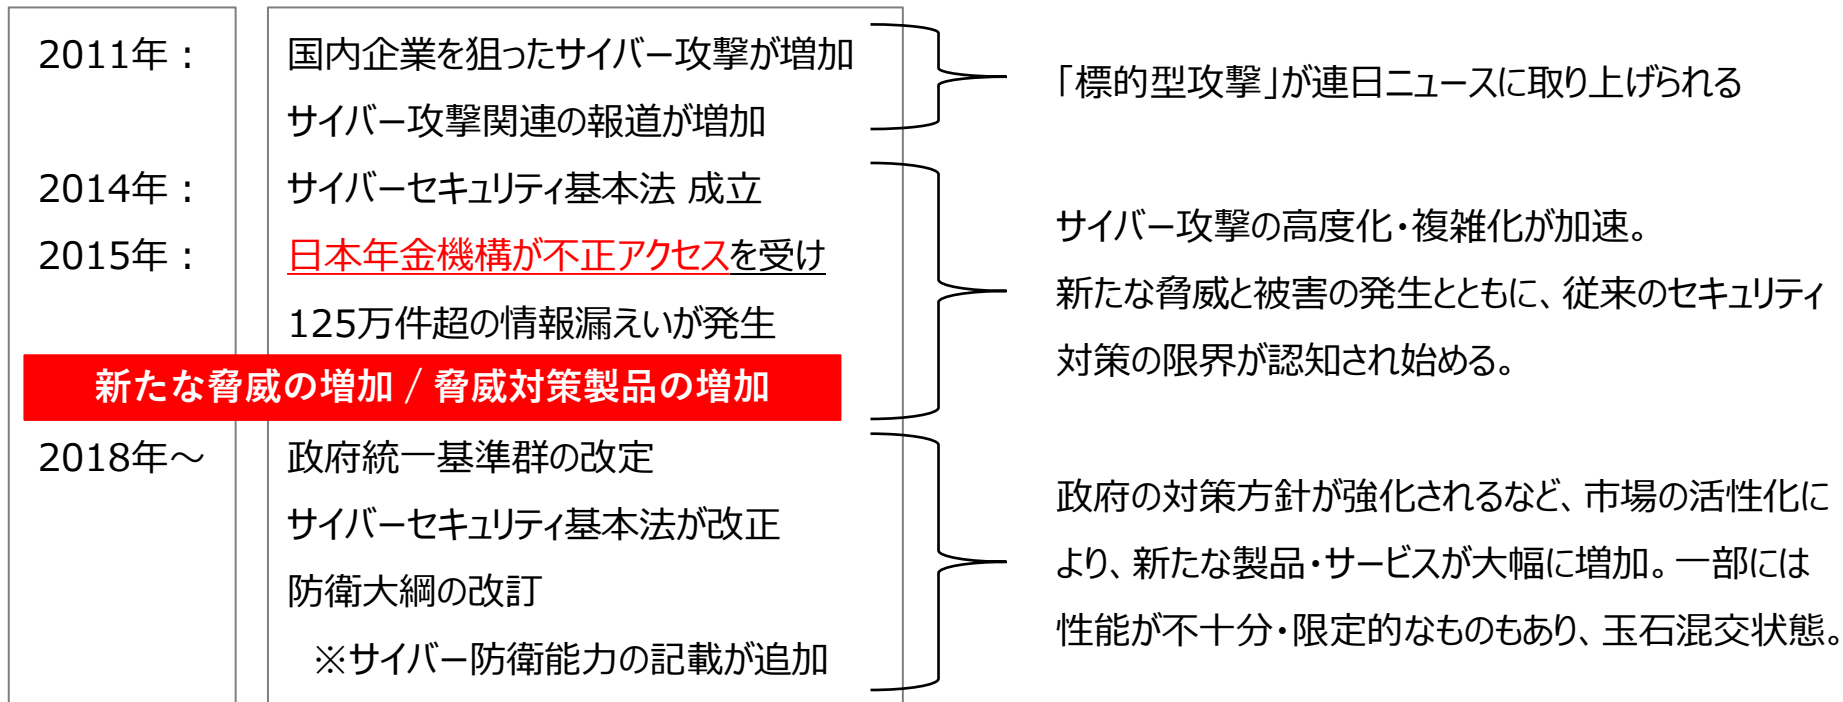 2011年： 国内企業を狙ったサイバー攻撃が増加
サイバー攻撃関連の報道が増加
「標的型攻撃」が連日ニュースに取り上げられる
2014年： サイバーセキュリティ基本法 成立
2015年： 日本年金機構が不正アクセスを受け
125万件超の情報漏えいが発生
新たな脅威の増加 / 脅威対策製品の増加
サイバー攻撃の高度化・複雑化が加速。
新たな脅威と被害の発生とともに、従来のセキュリティ
対策の限界が認知され始める。
2018年～ 政府統一基準群の改定
サイバーセキュリティ基本法が改正
防衛大綱の改訂
※サイバー防衛能力の記載が追加
政府の対策方針が強化されるなど、市場の活性化に
より、新たな製品・サービスが大幅に増加。一部には
性能が不十分・限定的なものもあり、玉石混交状態。